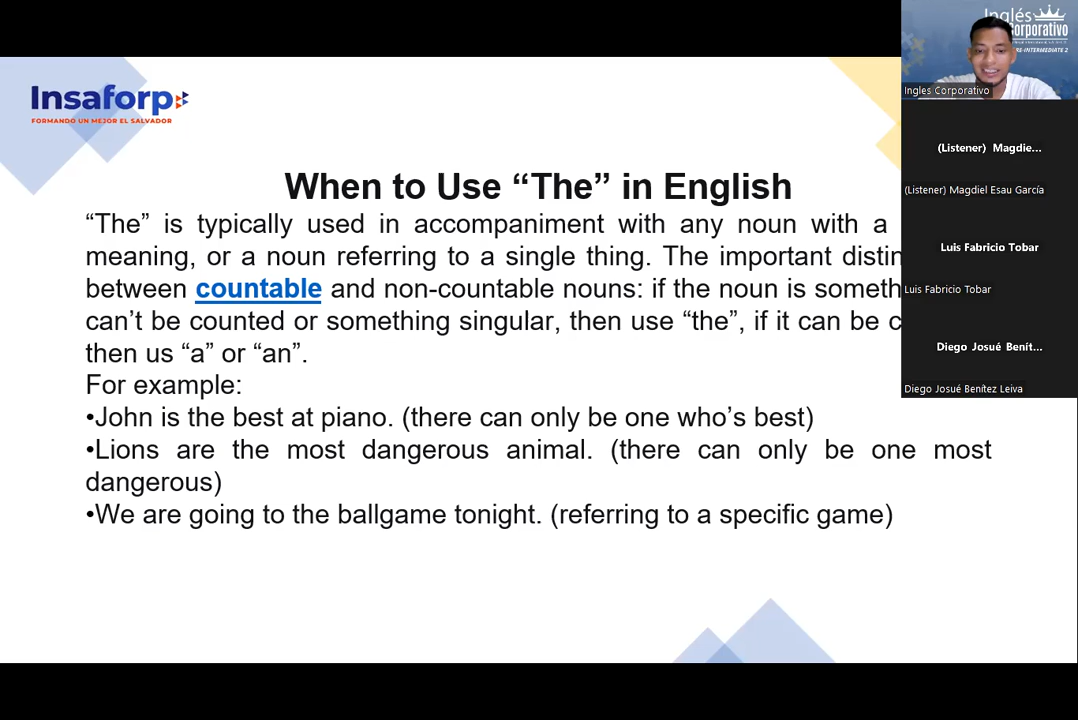 Insaforp
FORMANDO UN MEJOR EL SALVADOR
When to Use “The” in English
“The” is typically used in accompaniment with any noun with a
meaning, or a noun referring to a single thing. The important distin
between countable and non-countable nouns: if the noun is someth
can’t be counted or something singular, then use “the”, if it can be c
then us “a” or “an”.
For example:
•John is the best at piano. (there can only be one who’s best)
•Lions are the most dangerous animal. (there can only be one most
dangerous)
•We are going to the ballgame tonight. (referring to a specific game)
Inglés
Corporativo
PRE-INTERMEDIATE 2
Ingles Corporativo
(Listener) Magdie...
(Listener) Magdiel Esau García
Luis Fabricio Tobar
Luis Fabricio Tobar
Diego Josué Benít...
Diego Josué Benítez Leiva